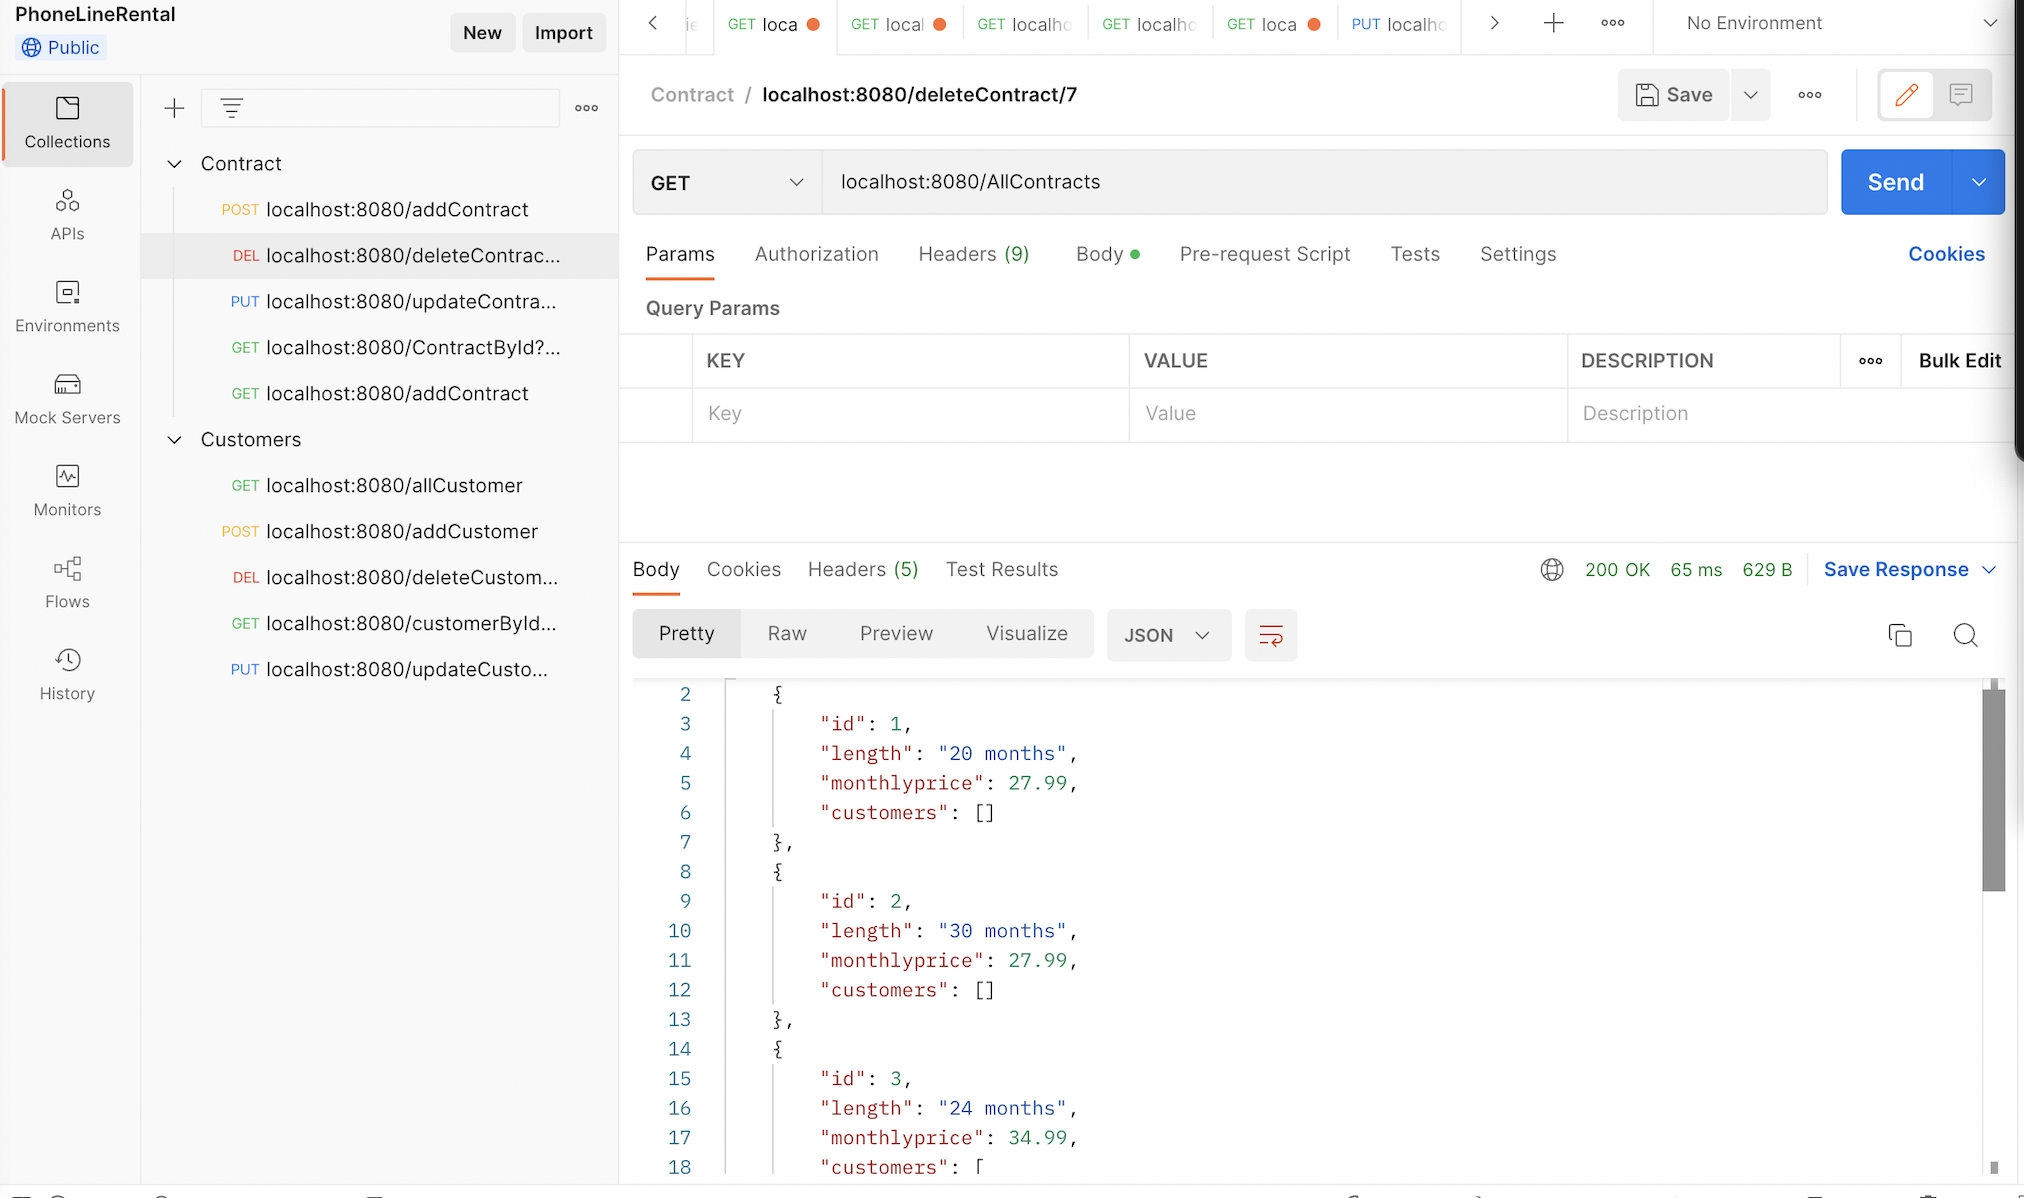 PhoneLineRental
Public
New
Import
Collections
APIs
Environments
Mock Servers
Monitors
Flows
History
Contract
POST localhost:8080/addContract
DEL localhost:8080/deleteContrac...
PUT localhost:8080/updateContra...
GET localhost:8080/ContractById?...
GET localhost:8080/addContract
Customers
GET localhost:8080/allCustomer
POST localhost:8080/addCustomer
DEL localhost:8080/deleteCustom...
GET localhost:8080/customerById...
PUT localhost:8080/updateCusto...
GET loca GET local GET localho GET localho GET loca PUT localho
No Environment
Contract / localhost:8080/deleteContract/7
Save
GET localhost:8080/AllContracts Send
Params Authorization Headers (9) Body Pre-request Script Tests Settings Cookies
Query Params
KEY VALUE DESCRIPTION Bulk Edit
Key Value Description
Body Cookies Headers (5) Test Results 200 OK 65 ms 629 B Save Response
Pretty Raw Preview Visualize JSON
2 {
3 "id": 1,
4 "length": "20 months",
5 "monthlyprice": 27.99,
6 "customers": []
7 },
8 {
9 "id": 2,
10 "length": "30 months",
11 "monthlyprice": 27.99,
12 "customers": []
13 },
14 {
15 "id": 3,
16 "length": "24 months",
17 "monthlyprice": 34.99,
18 "customers": [